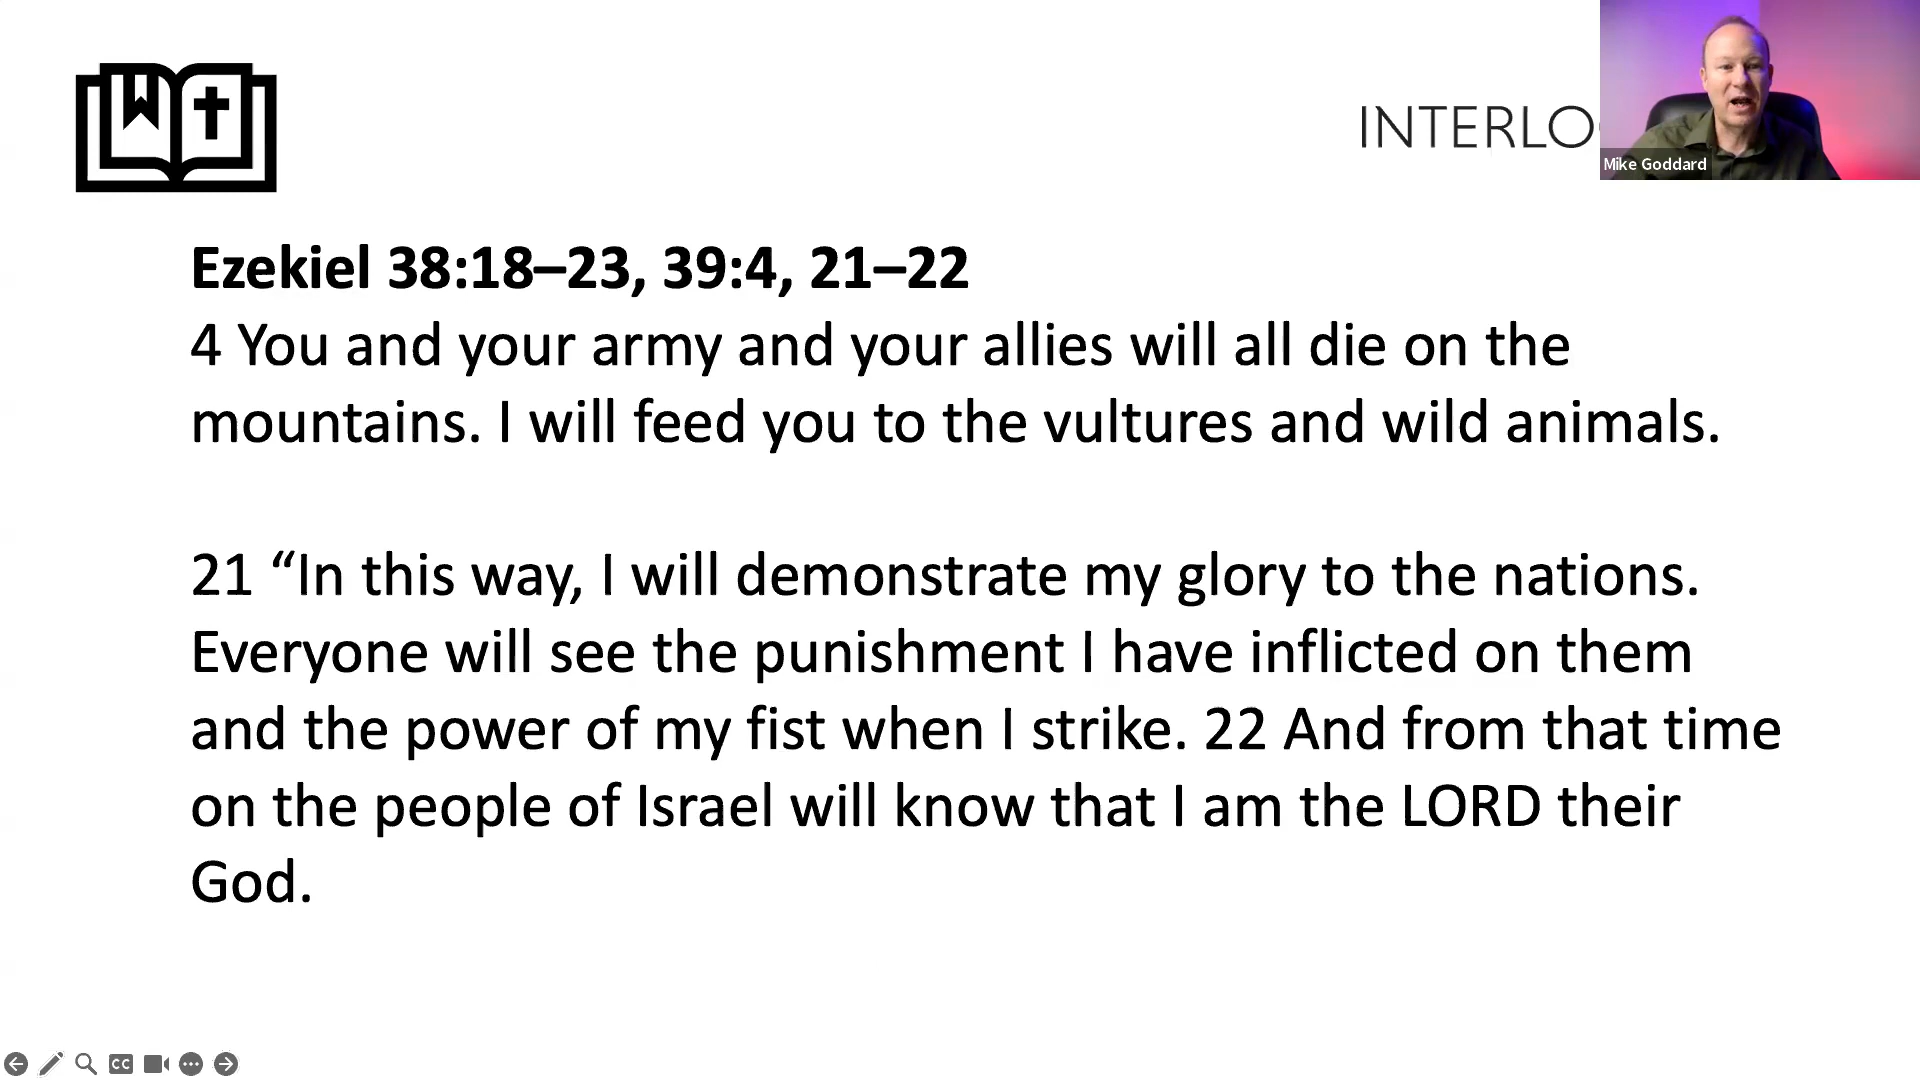 INTERLO
Mike Goddard
Ezekiel 38:18–23, 39:4, 21–22
4 You and your army and your allies will all die on the
mountains. I will feed you to the vultures and wild animals.
21 “In this way, I will demonstrate my glory to the nations.
Everyone will see the punishment I have inflicted on them
and the power of my fist when I strike. 22 And from that time
on the people of Israel will know that I am the LORD their
God.
CC